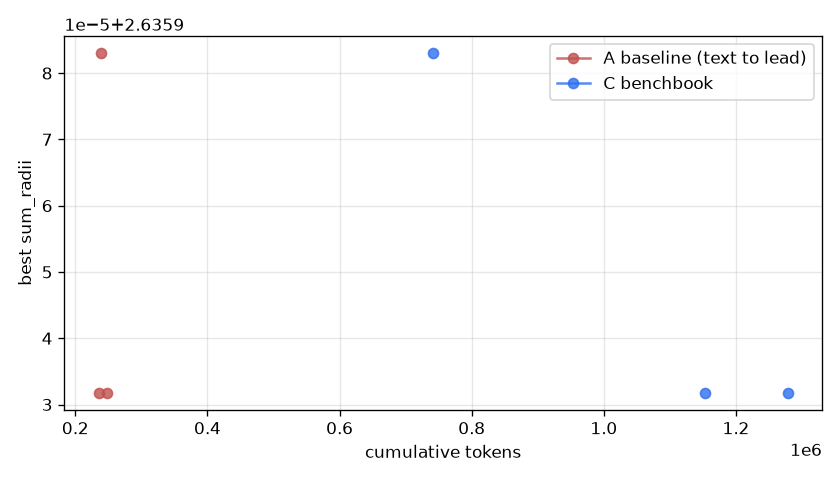 1e−5+2.6359
8
7
6
5
4
3
best sum_radii
A baseline (text to lead)
C benchbook
0.2 0.4 0.6 0.8 1.0 1.2
1e6
cumulative tokens